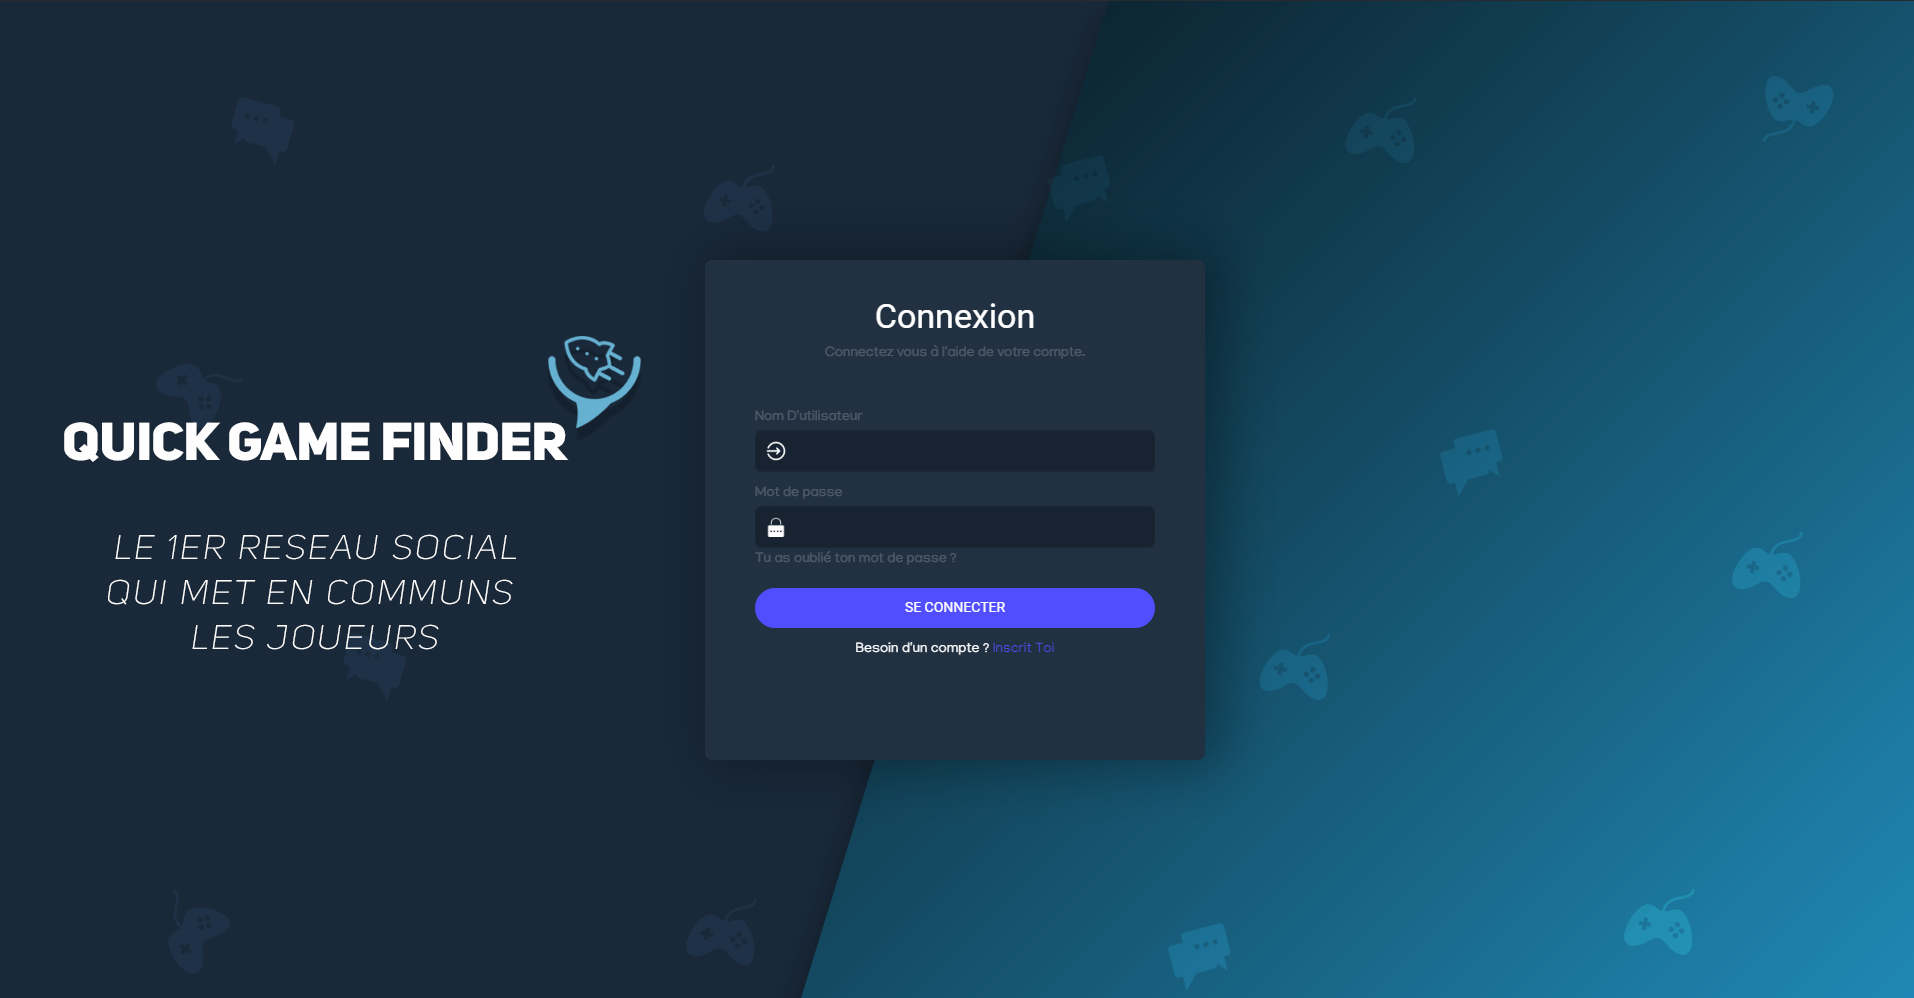 QUICK GAME FINDER
LE 1ER RESEAU SOCIAL
QUI MET EN COMMUNS
LES JOUEURS
Connexion
Connectez vous à l'aide de votre compte.
Nom D'utilisateur
Mot de passe
Tu as oublié ton mot de passe ?
SE CONNECTER
Besoin d'un compte ? Inscrit Toi